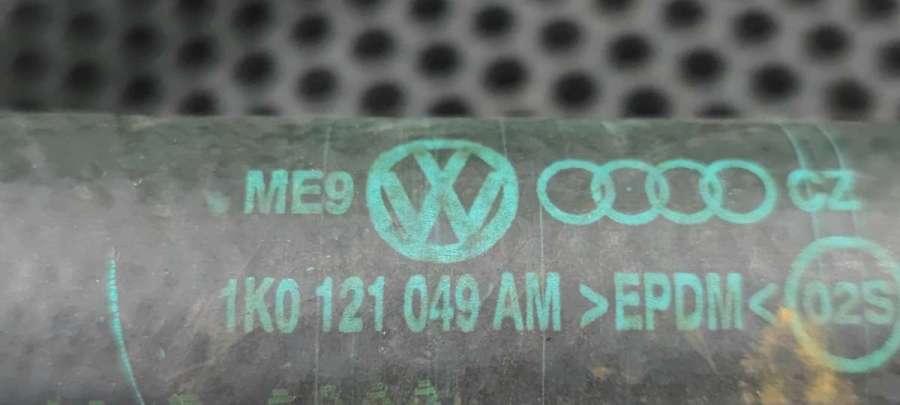 ME9 CZ
1K0 121 049 AM >EPDM< 02S